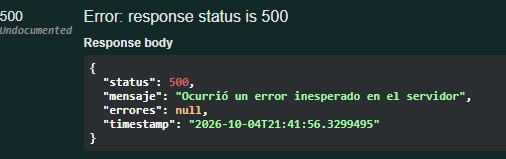 500
Undocumented
Error: response status is 500
Response body
{
  "status": 500,
  "mensaje": "Ocurrió un error inesperado en el servidor",
  "errores": null,
  "timestamp": "2026-10-04T21:41:56.3299495"
}